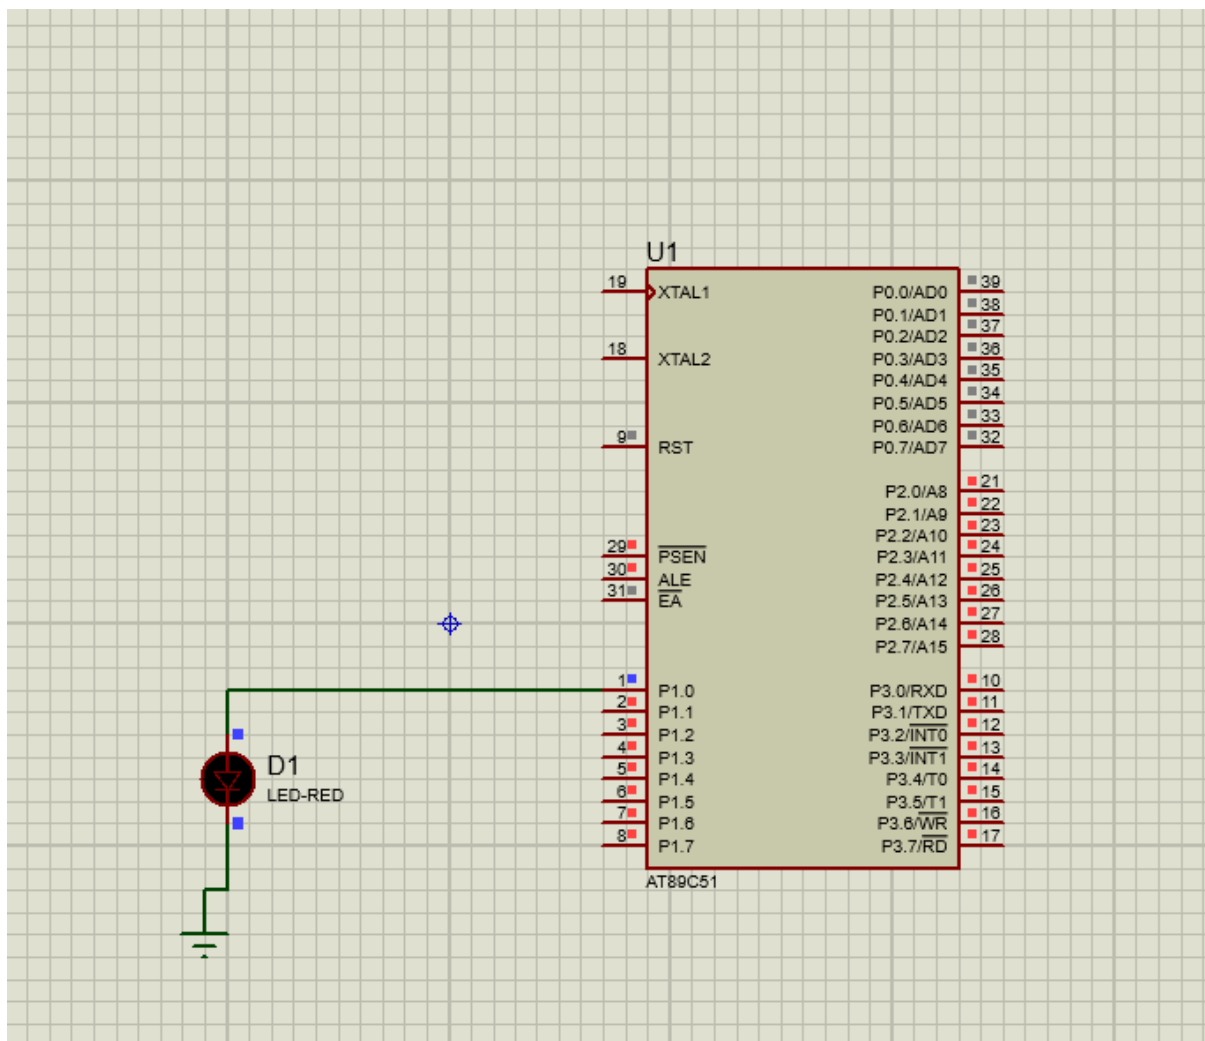 U1
19 XTAL1
18 XTAL2
9 RST
29 PSEN
30 ALE
31 EA
1 P1.0
2 P1.1
3 P1.2
4 P1.3
5 P1.4
6 P1.5
7 P1.6
8 P1.7
P0.0/AD0 39
P0.1/AD1 38
P0.2/AD2 37
P0.3/AD3 36
P0.4/AD4 35
P0.5/AD5 34
P0.6/AD6 33
P0.7/AD7 32
P2.0/A8 21
P2.1/A9 22
P2.2/A10 23
P2.3/A11 24
P2.4/A12 25
P2.5/A13 26
P2.6/A14 27
P2.7/A15 28
P3.0/RXD 10
P3.1/TXD 11
P3.2/INT0 12
P3.3/INT1 13
P3.4/T0 14
P3.5/T1 15
P3.6/WR 16
P3.7/RD 17
AT89C51
D1
LED-RED